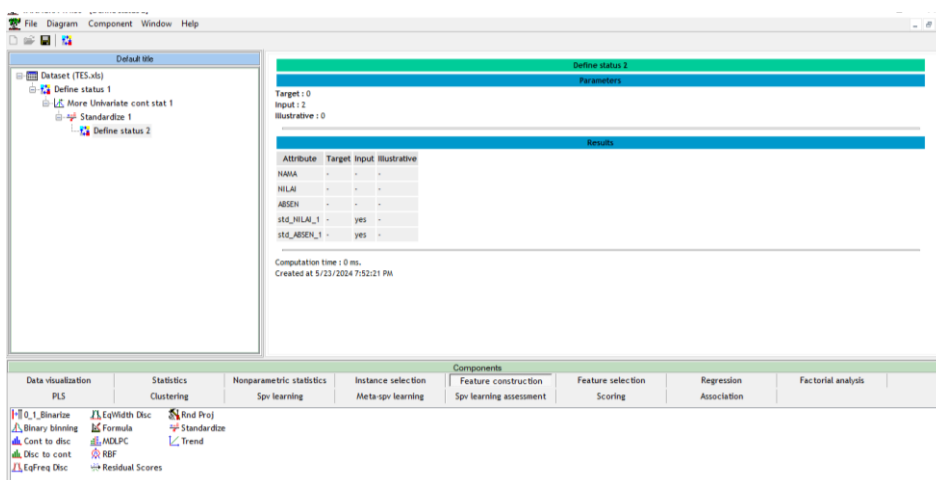 File Diagram Component Window Help
Default title
Dataset (TES.xls)
Define status 1
More Univariate cont stat 1
Standardize 1
Define status 2
Define status 2
Parameters
Target : 0
Input : 2
Illustrative : 0
Results
Attribute Target Input Illustrative
NAMA - - -
NILAI - - -
ABSEN - - -
std_NILAI_1 - yes -
std_ABSEN_1 - yes -
Computation time : 0 ms.
Created at 5/23/2024 7:52:21 PM
Components
Data visualization Statistics Nonparametric statistics Instance selection Feature construction Feature selection Regression Factorial analysis
PLS Clustering Spv learning Meta-spv learning Spv learning assessment Scoring Association
0_1_Binarize EqWidth Disc Rnd Proj
Binary binning Formula Standardize
Cont to disc MDLPC Trend
Disc to cont RBF
EqFreq Disc Residual Scores